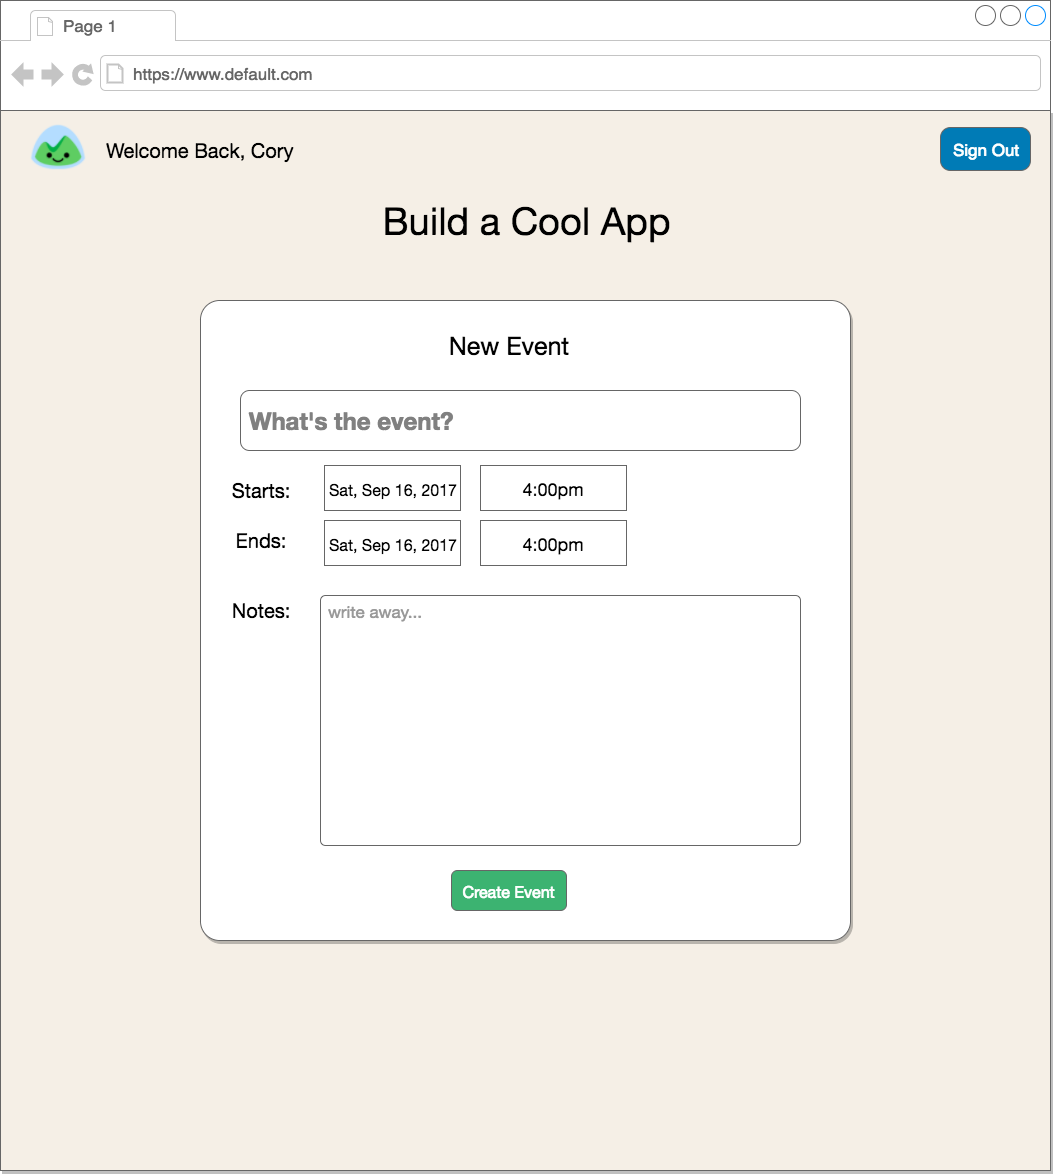 Page 1
https://www.default.com
Welcome Back, Cory
Sign Out
Build a Cool App
New Event
What's the event?
Starts: Sat, Sep 16, 2017 4:00pm
Ends: Sat, Sep 16, 2017 4:00pm
Notes: write away...
Create Event